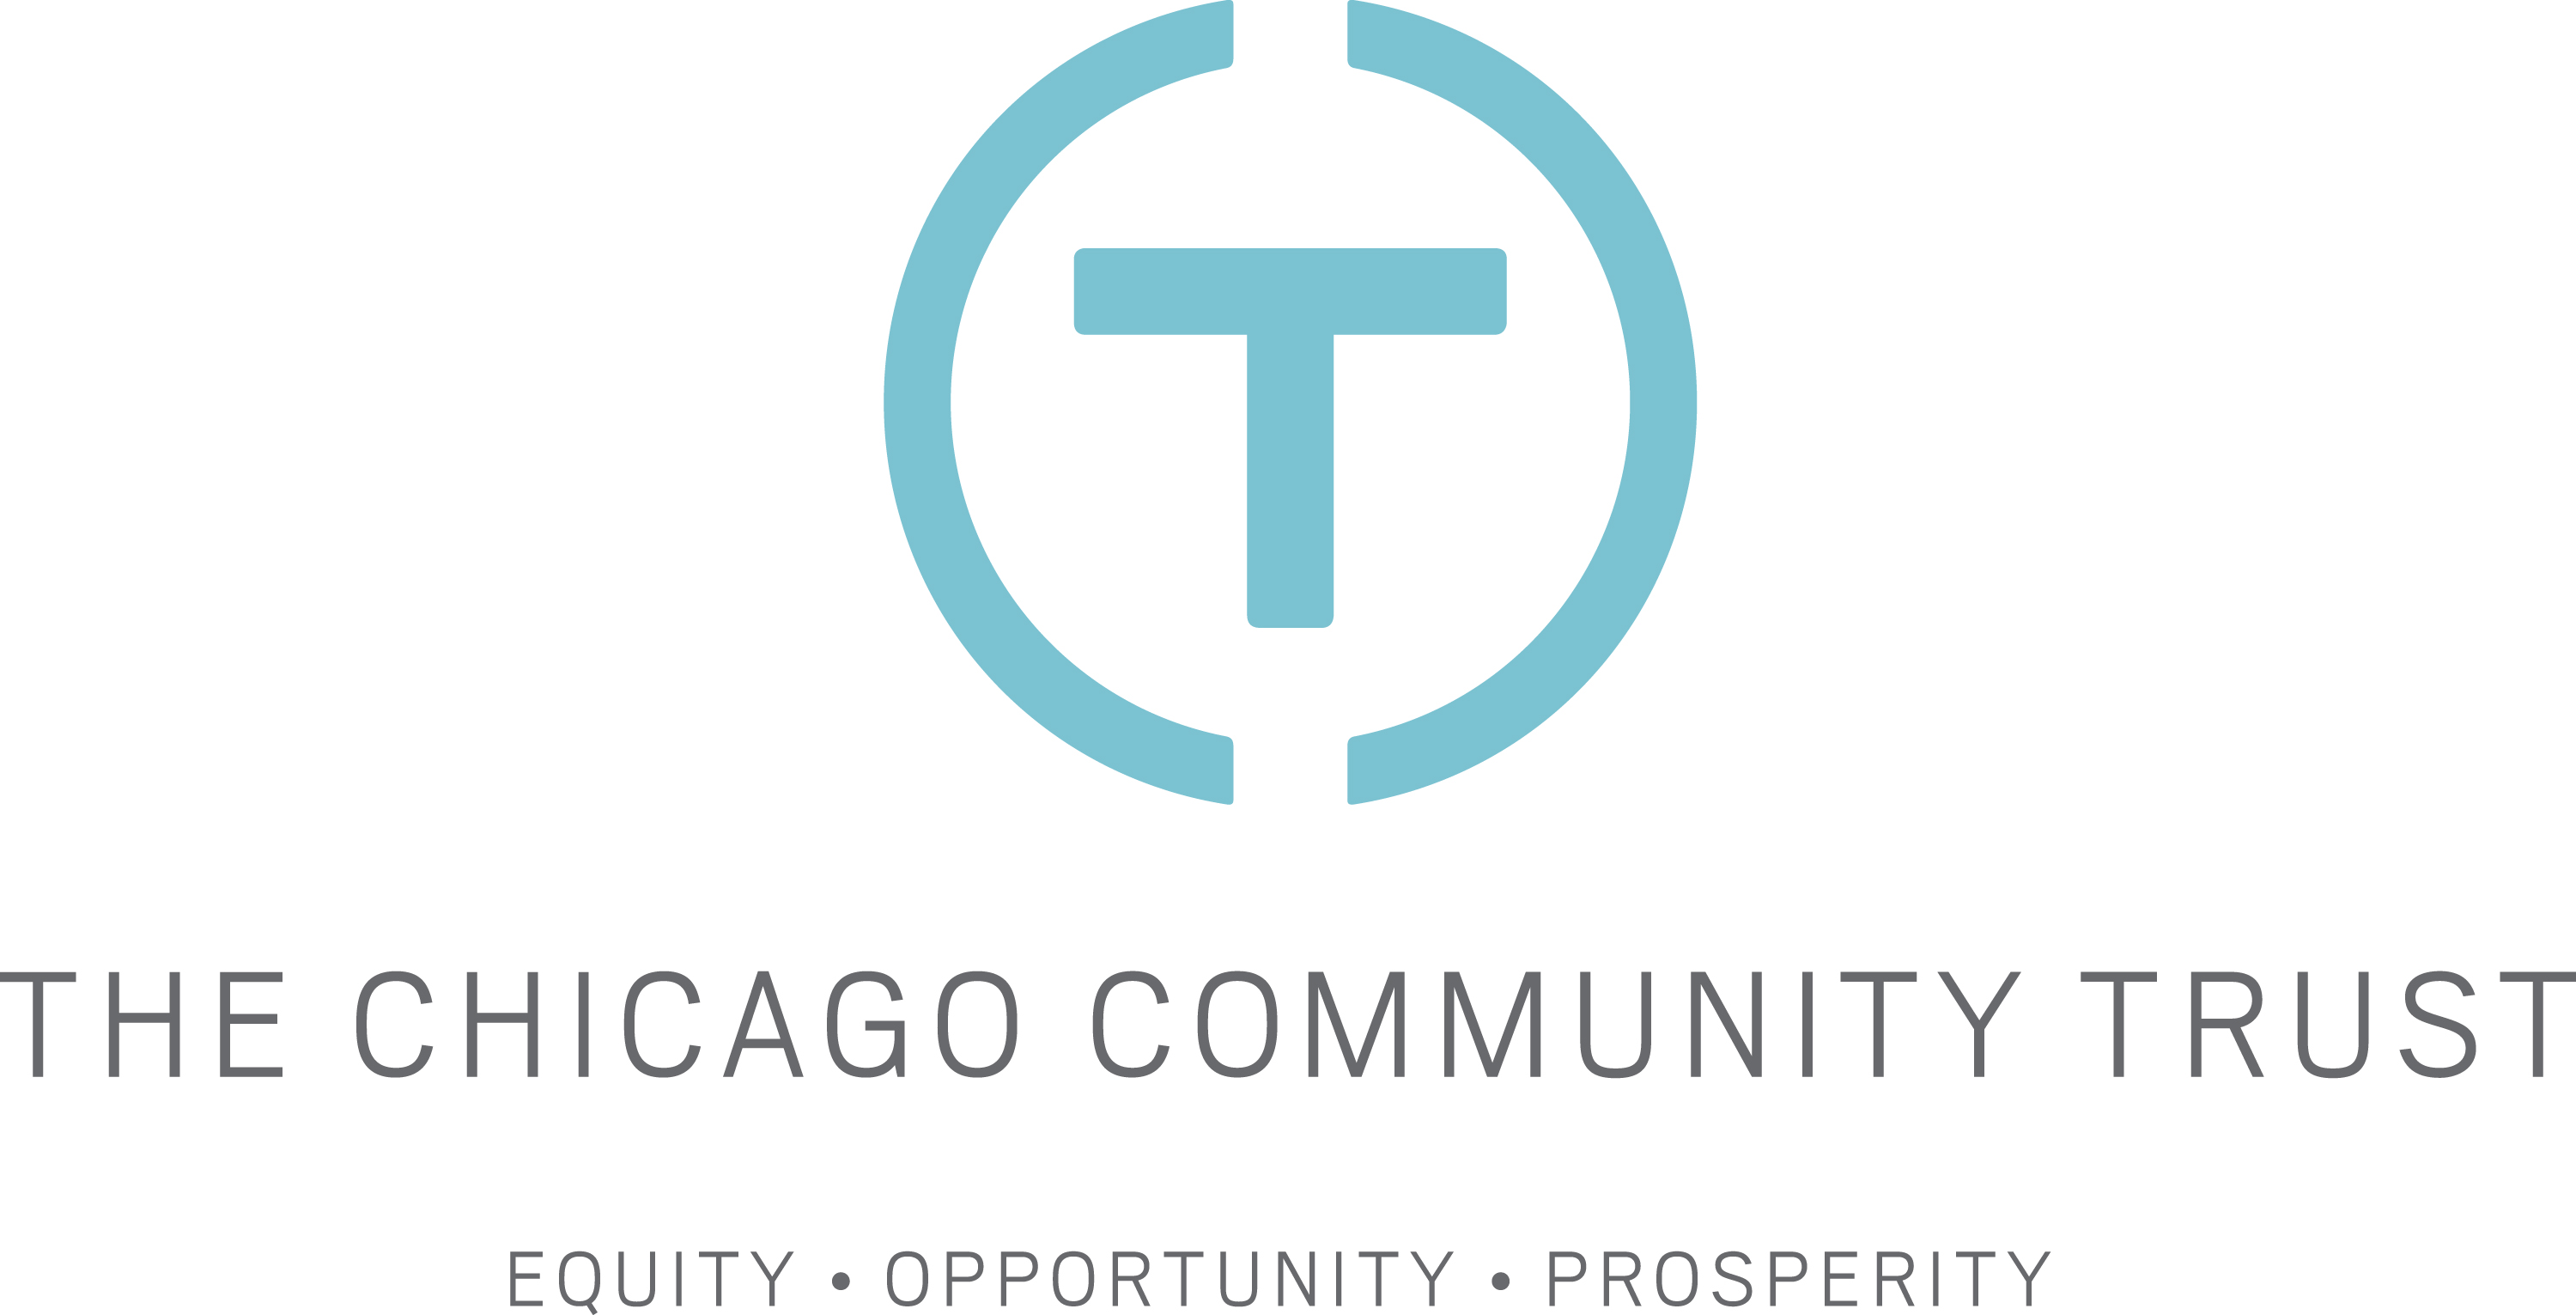 T
THE CHICAGO COMMUNITY TRUST
EQUITY • OPPORTUNITY • PROSPERITY